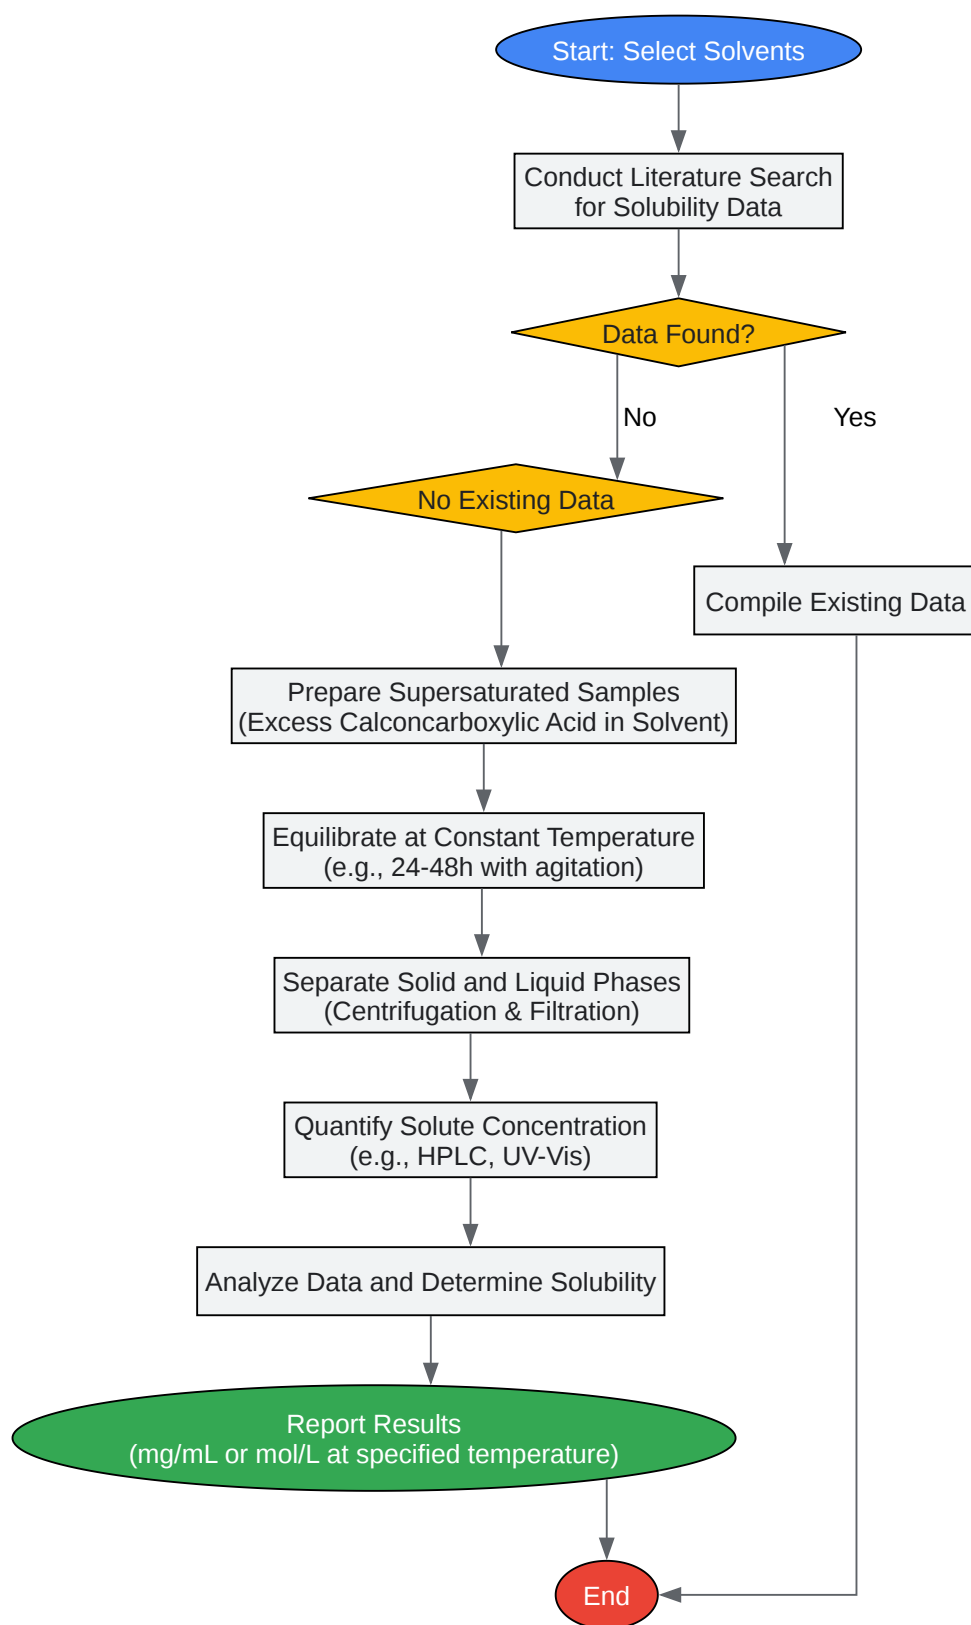 Start: Select Solvents
Conduct Literature Search
for Solubility Data
Data Found?
No
Yes
No Existing Data
Compile Existing Data
Prepare Supersaturated Samples
(Excess Calconcarboxylic Acid in Solvent)
Equilibrate at Constant Temperature
(e.g., 24-48h with agitation)
Separate Solid and Liquid Phases
(Centrifugation & Filtration)
Quantify Solute Concentration
(e.g., HPLC, UV-Vis)
Analyze Data and Determine Solubility
Report Results
(mg/mL or mol/L at specified temperature)
End